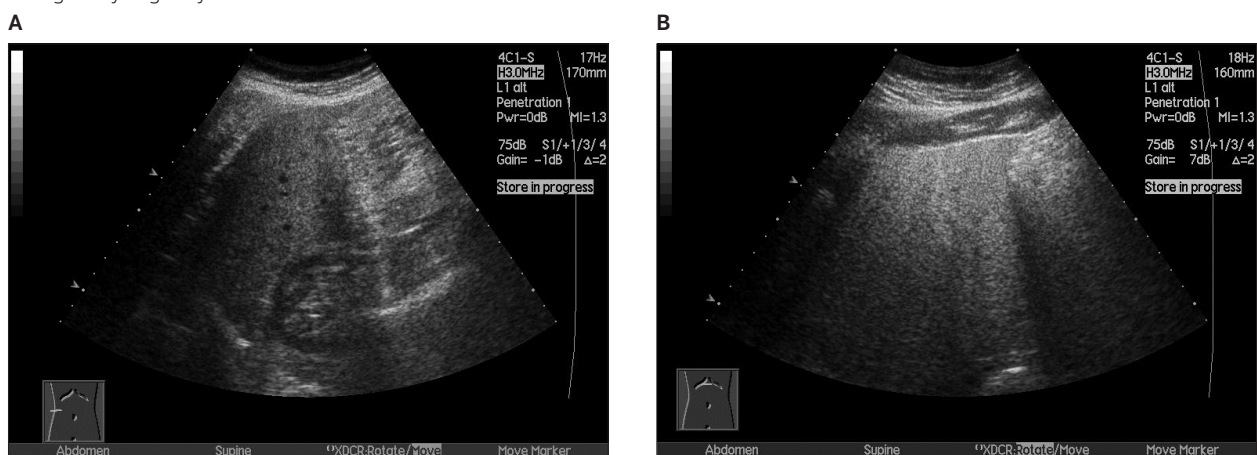 A
B
4C1-S 17Hz
H3.0MHz 170mm
L1 alt
Penetration 1
Pwr=0dB MI=1.3
75dB S1/+1/3/ 4
Gain= -1dB Δ=2
Store in progress
Abdomen Supine XDCR:Rotate/Move Move Marker
4C1-S 18Hz
H3.0MHz 160mm
L1 alt
Penetration 1
Pwr=0dB MI=1.3
75dB S1/+1/3/ 4
Gain= 7dB Δ=2
Store in progress
Abdomen Supine XDCR:Rotate/Move Move Marker